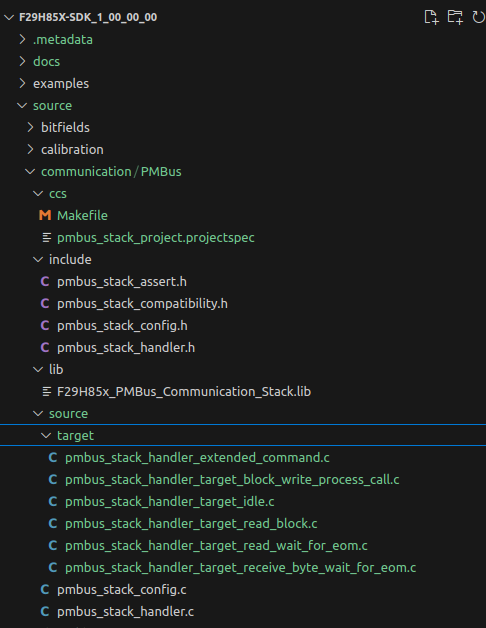 F29H85X-SDK_1_00_00_00
.metadata
docs
examples
source
bitfields
calibration
communication/PMBus
ccs
M Makefile
pmbus_stack_project.projectspec
include
C pmbus_stack_assert.h
C pmbus_stack_compatibility.h
C pmbus_stack_config.h
C pmbus_stack_handler.h
lib
F29H85x_PMBus_Communication_Stack.lib
source
target
C pmbus_stack_handler_extended_command.c
C pmbus_stack_handler_target_block_write_process_call.c
C pmbus_stack_handler_target_idle.c
C pmbus_stack_handler_target_read_block.c
C pmbus_stack_handler_target_read_wait_for_eom.c
C pmbus_stack_handler_target_receive_byte_wait_for_eom.c
C pmbus_stack_config.c
C pmbus_stack_handler.c